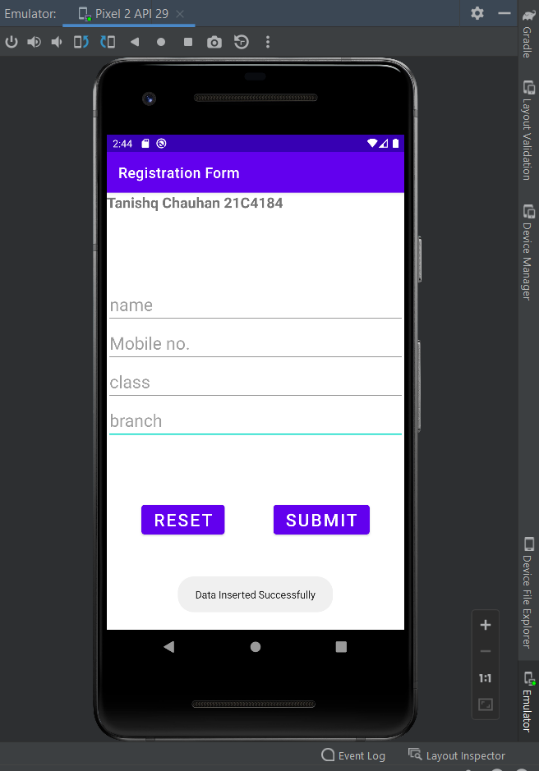 Emulator: Pixel 2 API 29
2:44
Registration Form
Tanishq Chauhan 21C4184
name
Mobile no.
class
branch
RESET SUBMIT
Data Inserted Successfully
1:1
Gradle
Layout Validation
Device Manager
Device File Explorer
Emulator
Event Log Layout Inspector